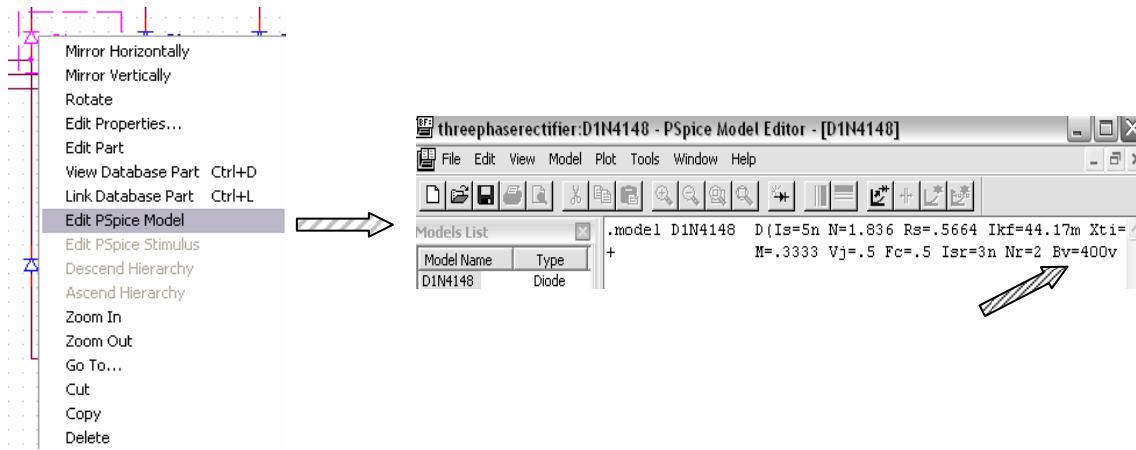 Mirror Horizontally
Mirror Vertically
Rotate
Edit Properties...
Edit Part
View Database Part Ctrl+D
Link Database Part Ctrl+L
Edit PSpice Model
Edit PSpice Stimulus
Descend Hierarchy
Ascend Hierarchy
Zoom In
Zoom Out
Go To...
Cut
Copy
Delete
threephaserectifier:D1N4148 - PSpice Model Editor - [D1N4148]
File Edit View Model Plot Tools Window Help
Models List
Model Name Type
D1N4148 Diode
.model D1N4148 D(Is=5n N=1.836 Rs=.5664 Ikf=44.17m Xti=
+ M=.3333 Vj=.5 Fc=.5 Isr=3n Nr=2 Bv=400v